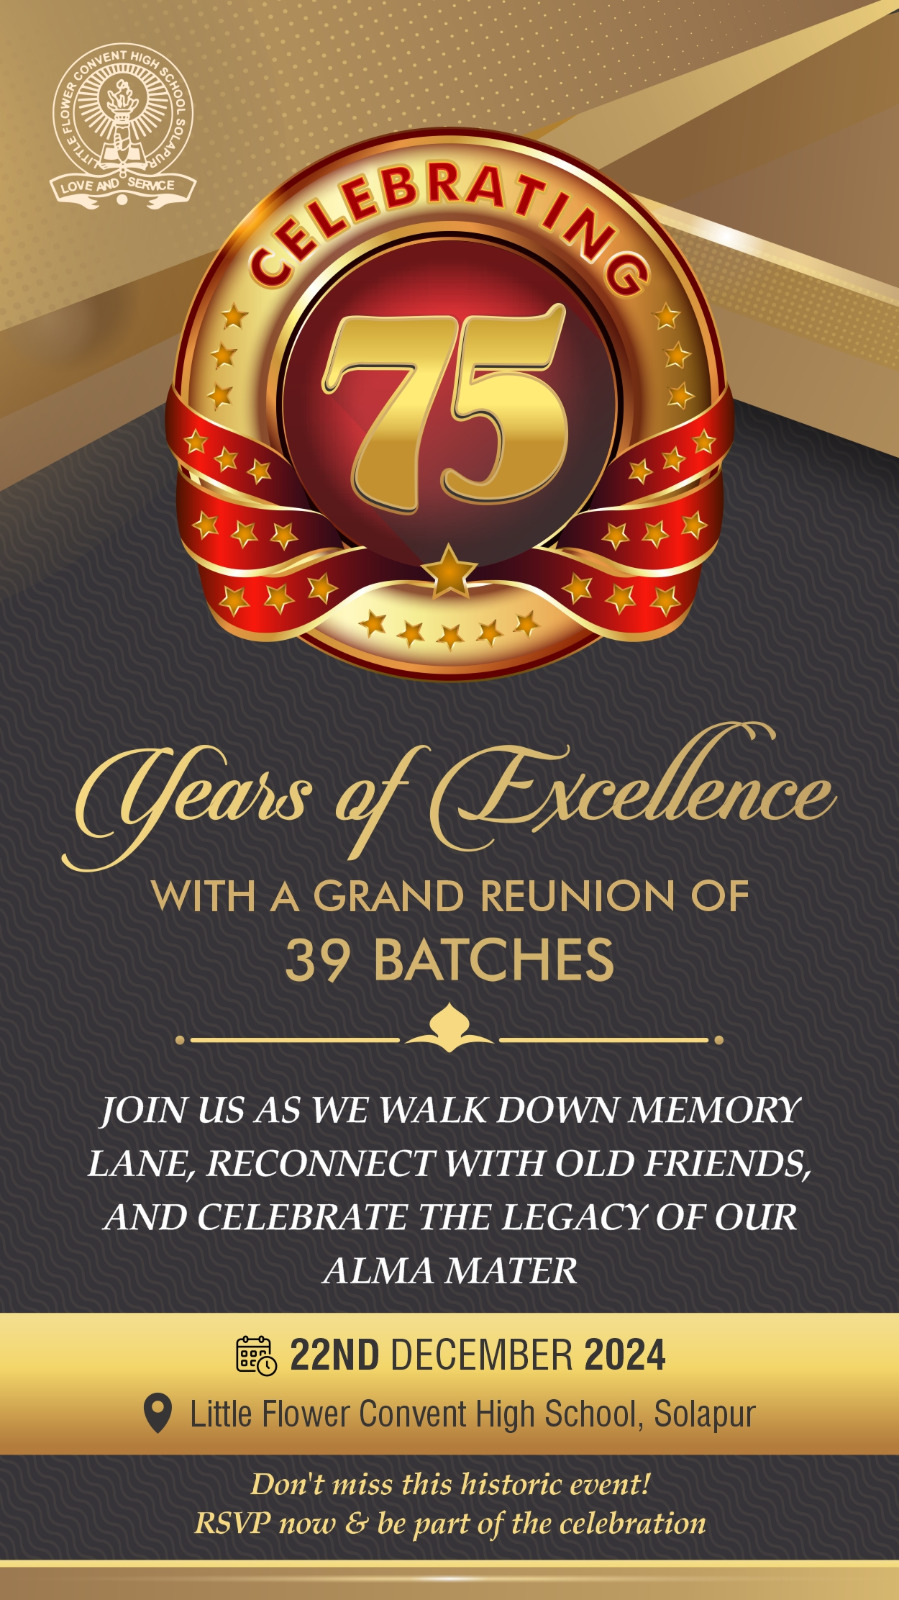 LITTLE FLOWER CONVENT HIGH SCHOOL SOLAPUR
LOVE AND SERVICE
CELEBRATING
75
Years of Excellence
WITH A GRAND REUNION OF
39 BATCHES
JOIN US AS WE WALK DOWN MEMORY
LANE, RECONNECT WITH OLD FRIENDS,
AND CELEBRATE THE LEGACY OF OUR
ALMA MATER
22ND DECEMBER 2024
Little Flower Convent High School, Solapur
Don't miss this historic event!
RSVP now & be part of the celebration